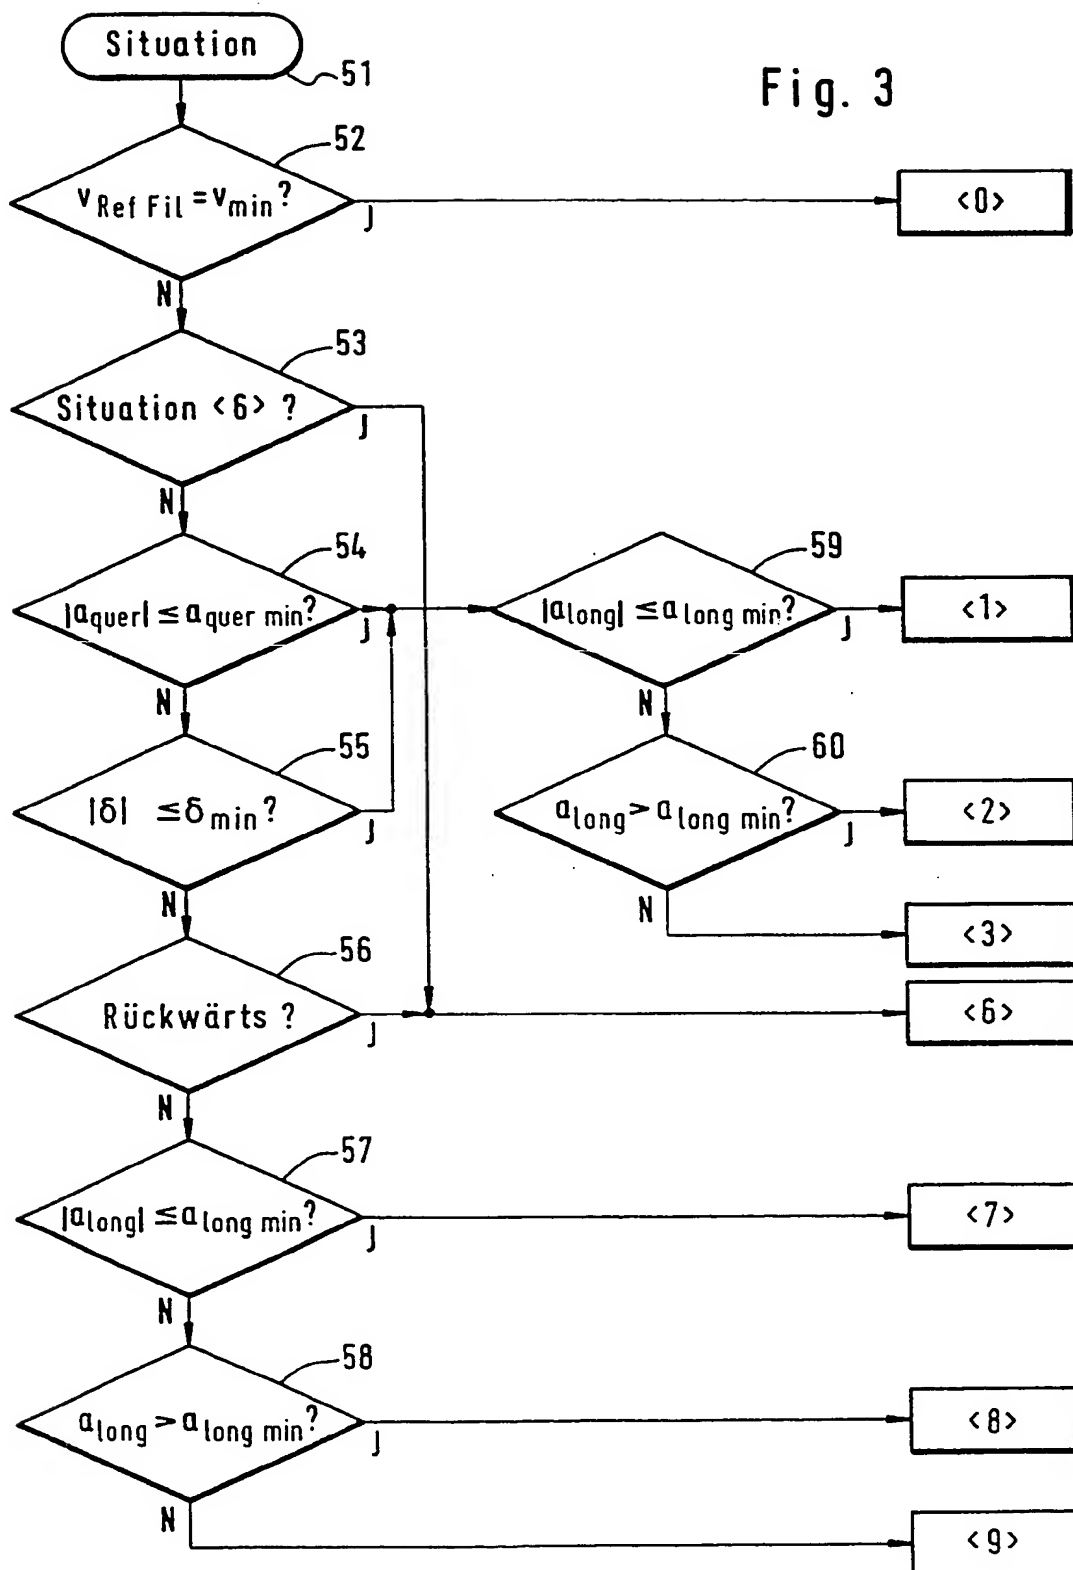 Situation
51
Fig. 3
52
v Ref Fil = v min ?
J
<0>
N
53
Situation <6> ?
J
N
54
|a quer| ≤ a quer min ?
J
59
|a long| ≤ a long min ?
J
<1>
N
N
55
|δ| ≤ δ min ?
J
60
a long > a long min ?
J
<2>
N
N
<3>
56
Rückwärts ?
J
<6>
N
57
|a long| ≤ a long min ?
J
<7>
N
58
a long > a long min ?
J
<8>
N
<9>